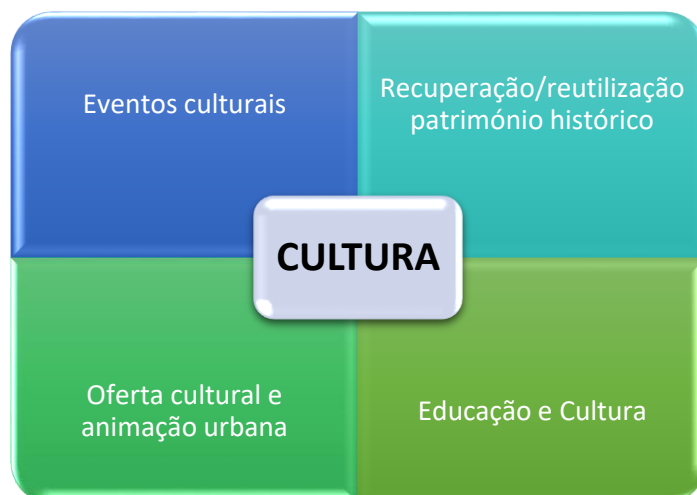 Eventos culturais
Recuperação/reutilização
património histórico
CULTURA
Oferta cultural e
animação urbana
Educação e Cultura